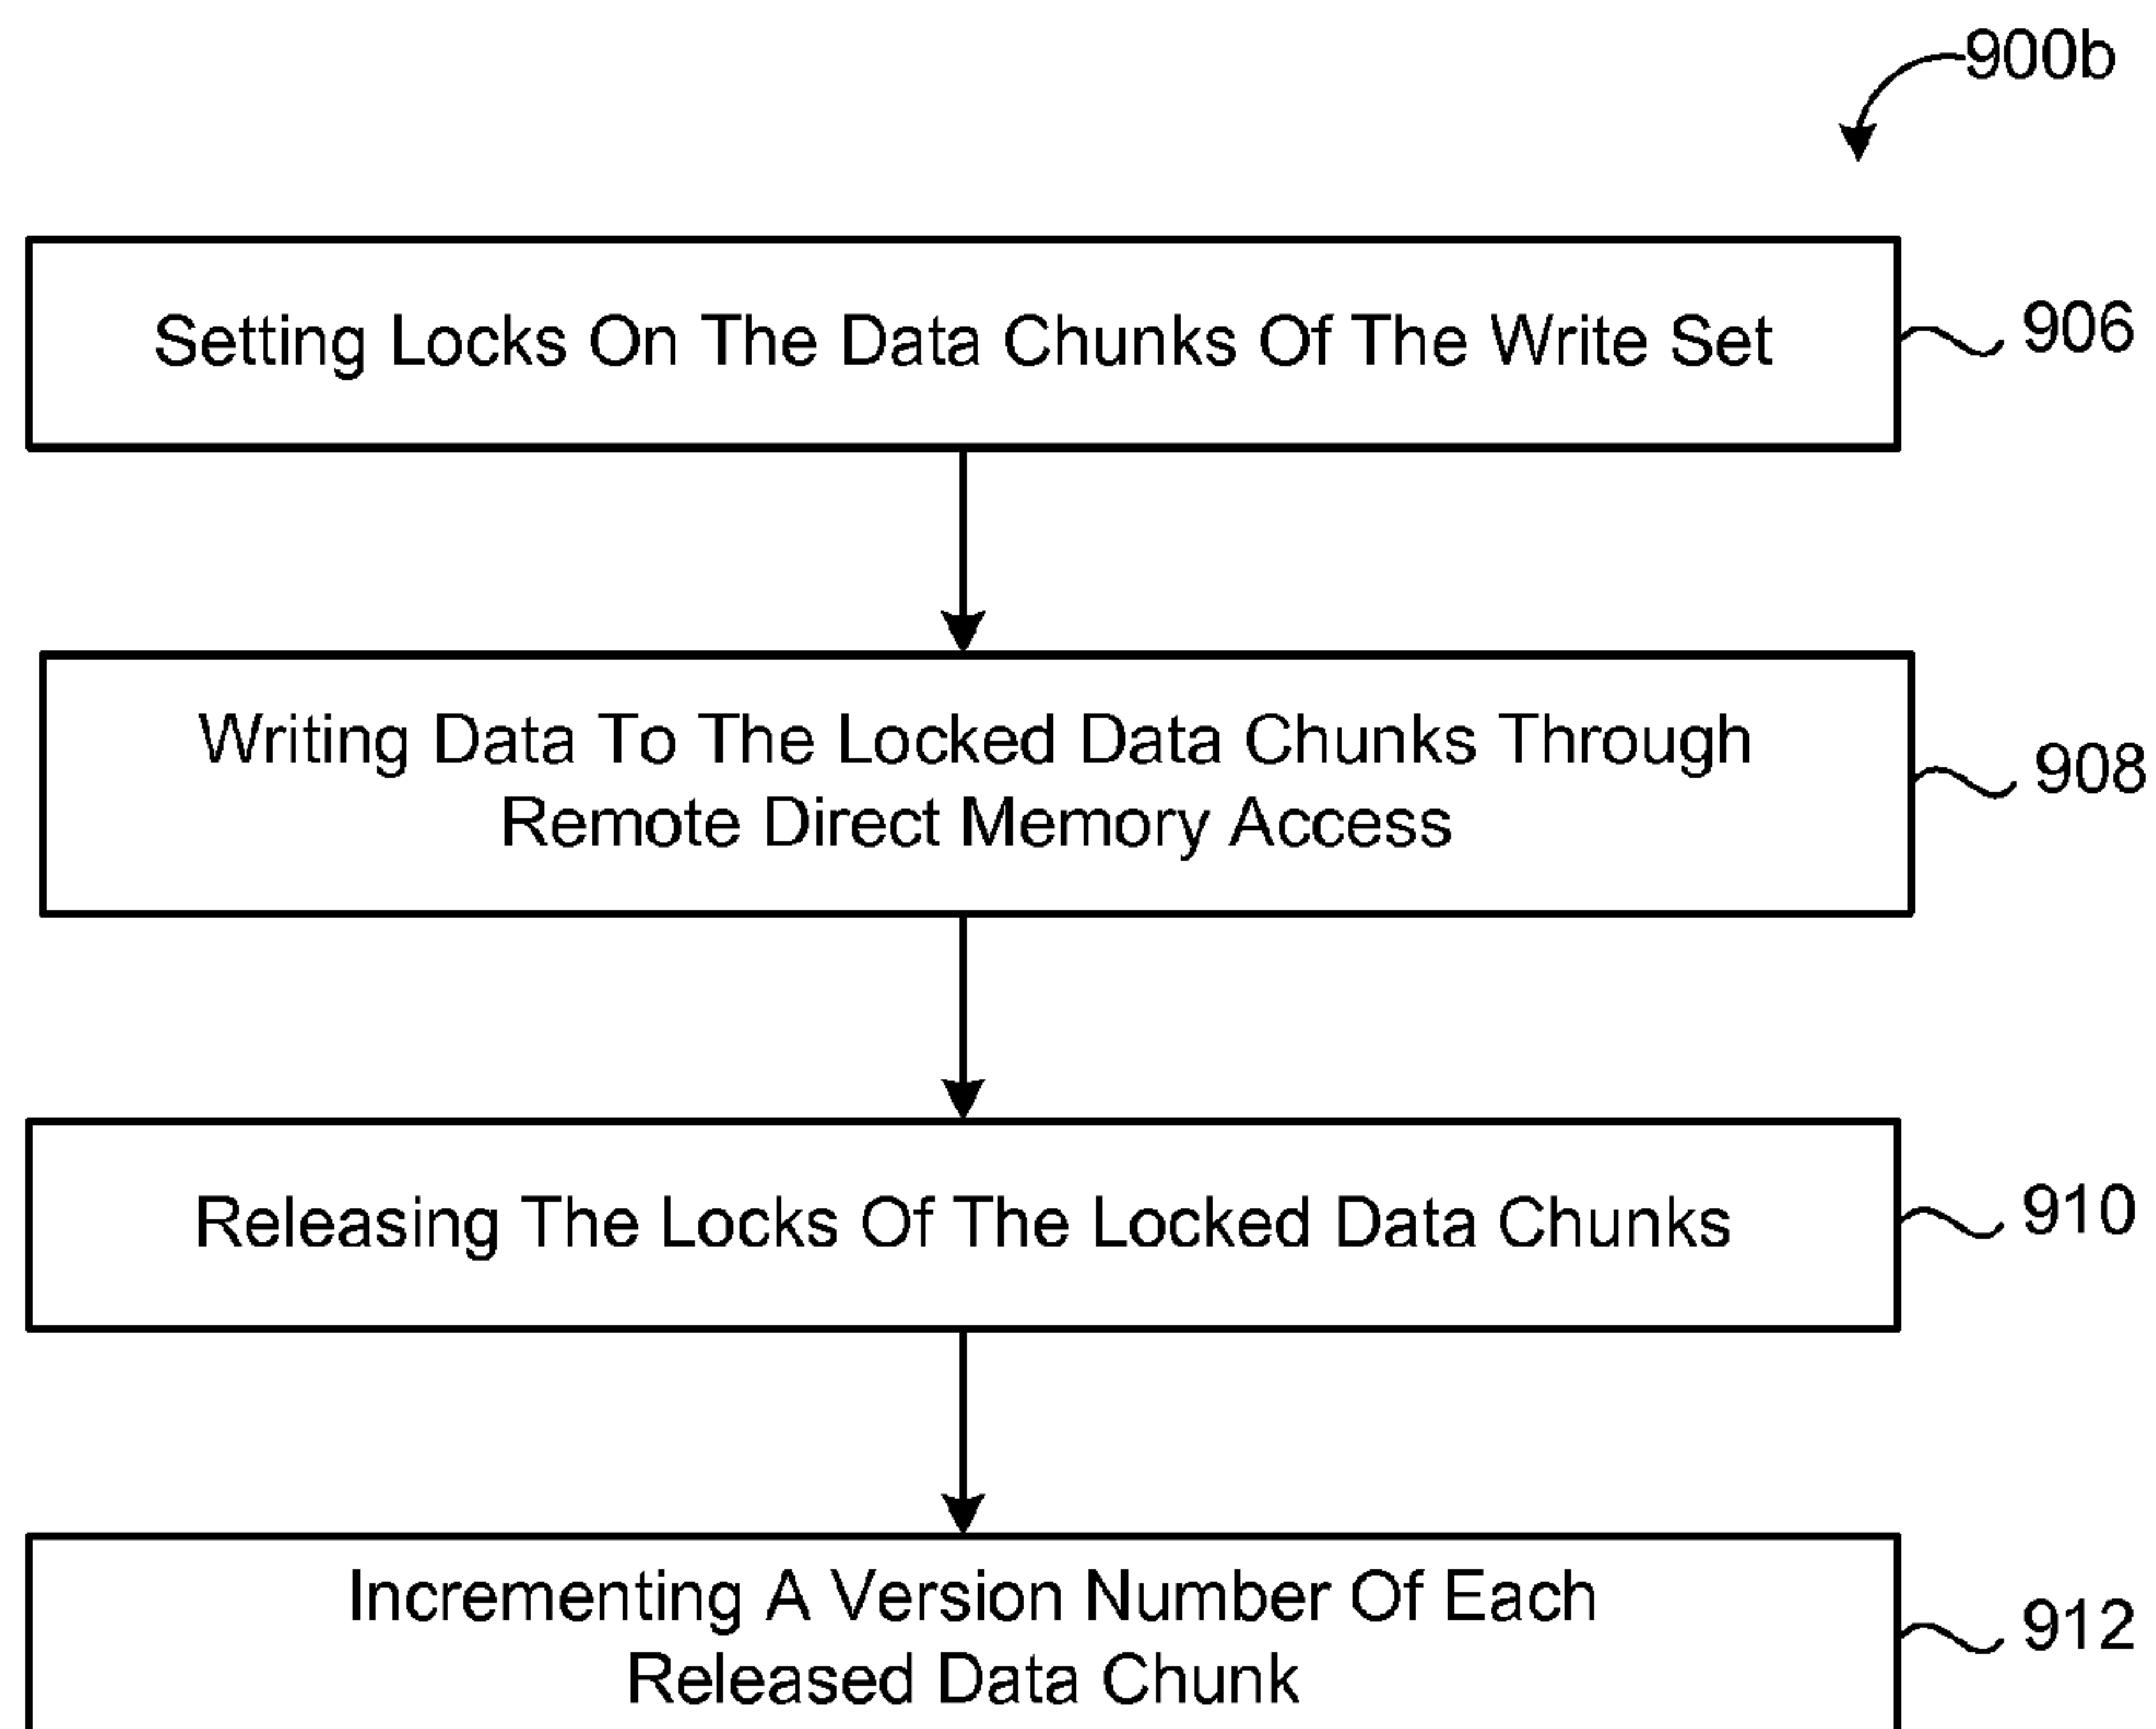 900b
Setting Locks On The Data Chunks Of The Write Set
906
Writing Data To The Locked Data Chunks Through
Remote Direct Memory Access
908
Releasing The Locks Of The Locked Data Chunks
910
Incrementing A Version Number Of Each
Released Data Chunk
912